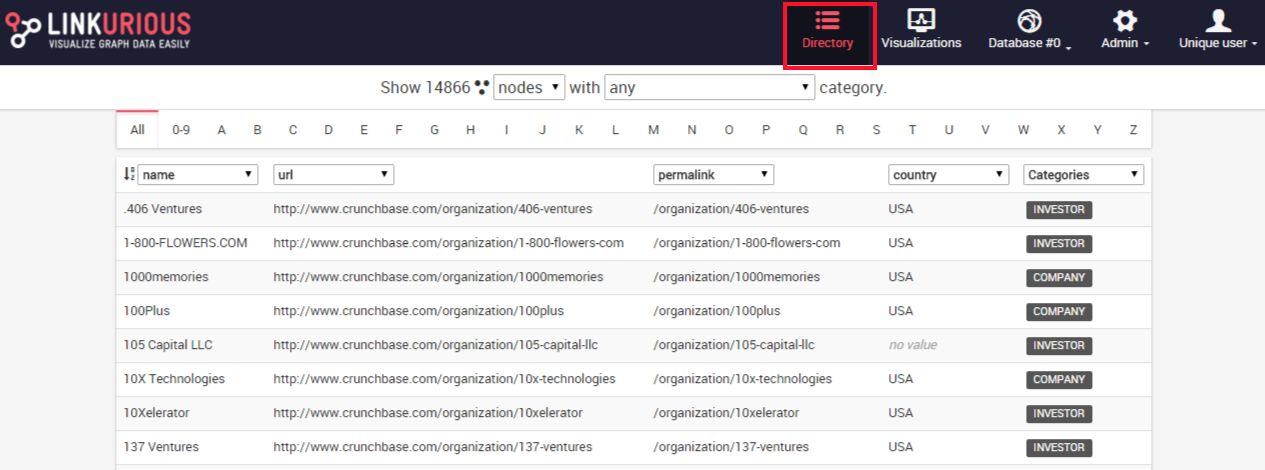 LINKURIOUS
VISUALIZE GRAPH DATA EASILY
Directory Visualizations Database #0 Admin Unique user
Show 14866 nodes with any category.
All 0-9 A B C D E F G H I J K L M N O P Q R S T U V W X Y Z
name url permalink country Categories
.406 Ventures http://www.crunchbase.com/organization/406-ventures /organization/406-ventures USA INVESTOR
1-800-FLOWERS.COM http://www.crunchbase.com/organization/1-800-flowers-com /organization/1-800-flowers-com USA INVESTOR
1000memories http://www.crunchbase.com/organization/1000memories /organization/1000memories USA COMPANY
100Plus http://www.crunchbase.com/organization/100plus /organization/100plus USA COMPANY
105 Capital LLC http://www.crunchbase.com/organization/105-capital-llc /organization/105-capital-llc no value INVESTOR
10X Technologies http://www.crunchbase.com/organization/10x-technologies /organization/10x-technologies USA COMPANY
10Xelerator http://www.crunchbase.com/organization/10xelerator /organization/10xelerator USA INVESTOR
137 Ventures http://www.crunchbase.com/organization/137-ventures /organization/137-ventures USA INVESTOR